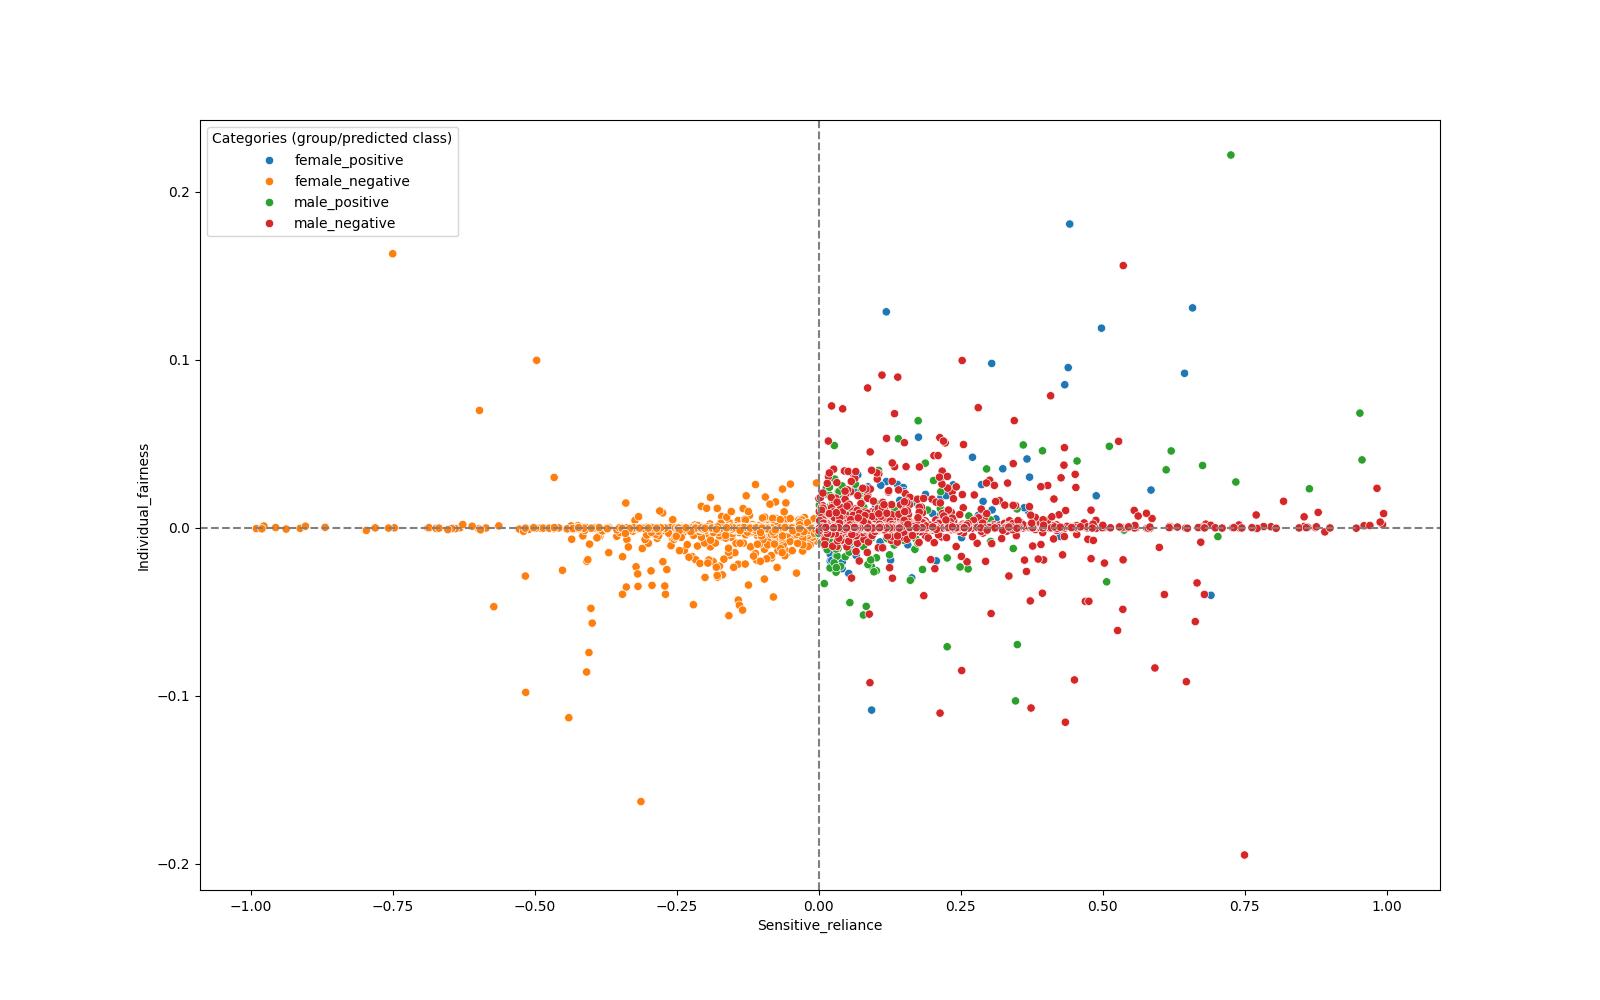 Categories (group/predicted class)
female_positive
female_negative
male_positive
male_negative
0.2
0.1
0.0
−0.1
−0.2
Individual_fairness
−1.00 −0.75 −0.50 −0.25 0.00 0.25 0.50 0.75 1.00
Sensitive_reliance